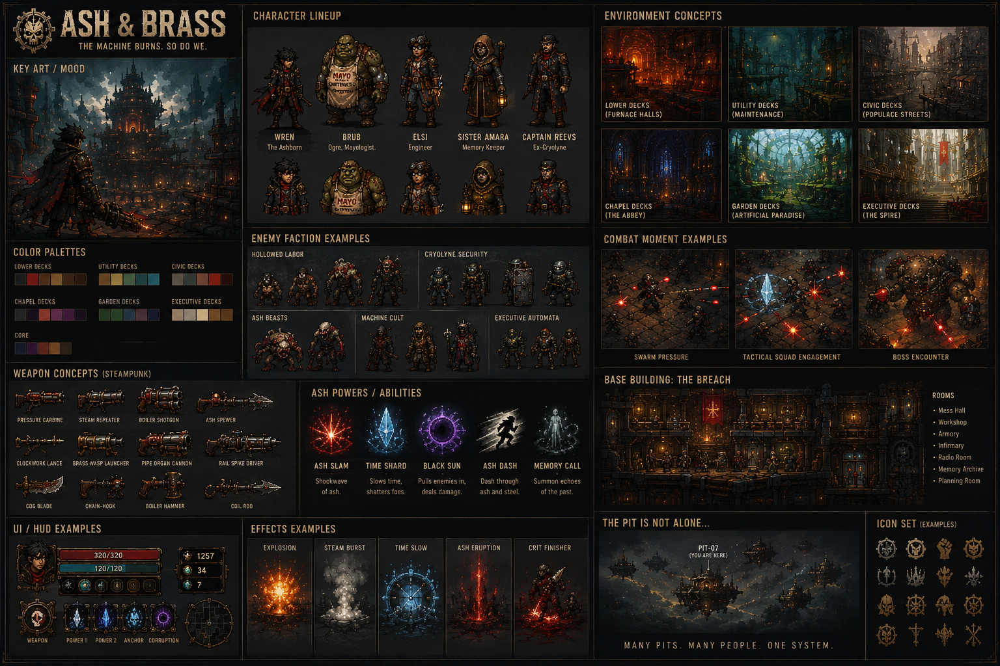 ASH & BRASS
THE MACHINE BURNS. SO DO WE.
KEY ART / MOOD
COLOR PALETTES
LOWER DECKS
UTILITY DECKS
CIVIC DECKS
CHAPEL DECKS
GARDEN DECKS
EXECUTIVE DECKS
CORE
WEAPON CONCEPTS (STEAMPUNK)
PRESSURE CARBINE
STEAM REPEATER
BOILER SHOTGUN
ASH SPEWER
CLOCKWORK LANCE
BRASS WASP LAUNCHER
PIPE ORGAN CANNON
RAIL SPIKE DRIVER
COG BLADE
CHAIN-HOOK
BOILER HAMMER
COIL ROD
UI / HUD EXAMPLES
320/320
120/120
1257
34
7
WEAPON
POWER 1
POWER 2
ANCHOR
CORRUPTION
CHARACTER LINEUP
MAYO
WREN
The Ashborn
BRUB
Ogre. Mayologist.
ELSI
Engineer
SISTER AMARA
Memory Keeper
CAPTAIN REEVS
Ex-Cryolyne
MAYO
ENEMY FACTION EXAMPLES
HOLLOWED LABOR
CRYOLYNE SECURITY
ASH BEASTS
MACHINE CULT
EXECUTIVE AUTOMATA
ASH POWERS / ABILITIES
ASH SLAM
Shockwave
of ash.
TIME SHARD
Slows time,
shatters foes.
BLACK SUN
Pulls enemies in,
deals damage.
ASH DASH
Dash through
ash and steel.
MEMORY CALL
Summon echoes
of the past.
EFFECTS EXAMPLES
EXPLOSION
STEAM BURST
TIME SLOW
ASH ERUPTION
CRIT FINISHER
ENVIRONMENT CONCEPTS
LOWER DECKS
(FURNACE HALLS)
UTILITY DECKS
(MAINTENANCE)
CIVIC DECKS
(POPULACE STREETS)
CHAPEL DECKS
(THE ABBEY)
GARDEN DECKS
(ARTIFICIAL PARADISE)
EXECUTIVE DECKS
(THE SPIRE)
COMBAT MOMENT EXAMPLES
SWARM PRESSURE
TACTICAL SQUAD ENGAGEMENT
BOSS ENCOUNTER
BASE BUILDING: THE BREACH
ROOMS
• Mess Hall
• Workshop
• Armory
• Infirmary
• Radio Room
• Memory Archive
• Planning Room
THE PIT IS NOT ALONE...
PIT-07
(YOU ARE HERE)
MANY PITS. MANY PEOPLE. ONE SYSTEM.
ICON SET (EXAMPLES)